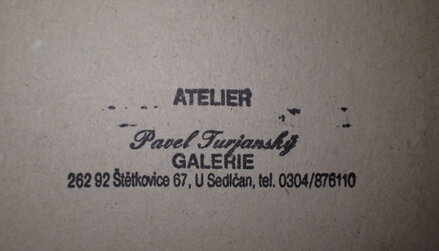 ATELIER
Pavel Turjanský
GALERIE
262 92 Štětkovice 67, U Sedlčan, tel. 0304/876110